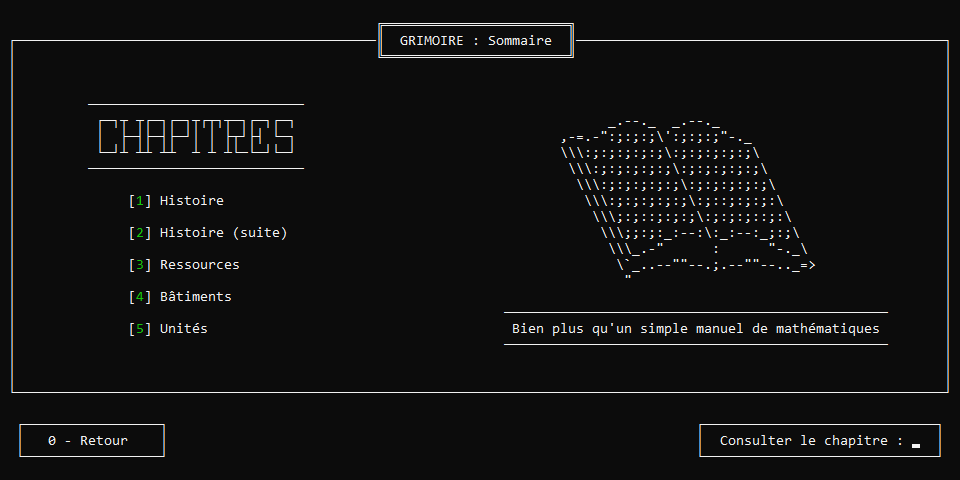 GRIMOIRE : Sommaire
CHAPITRES
[1] Histoire
[2] Histoire (suite)
[3] Ressources
[4] Bâtiments
[5] Unités
Bien plus qu'un simple manuel de mathématiques
0 - Retour
Consulter le chapitre : _